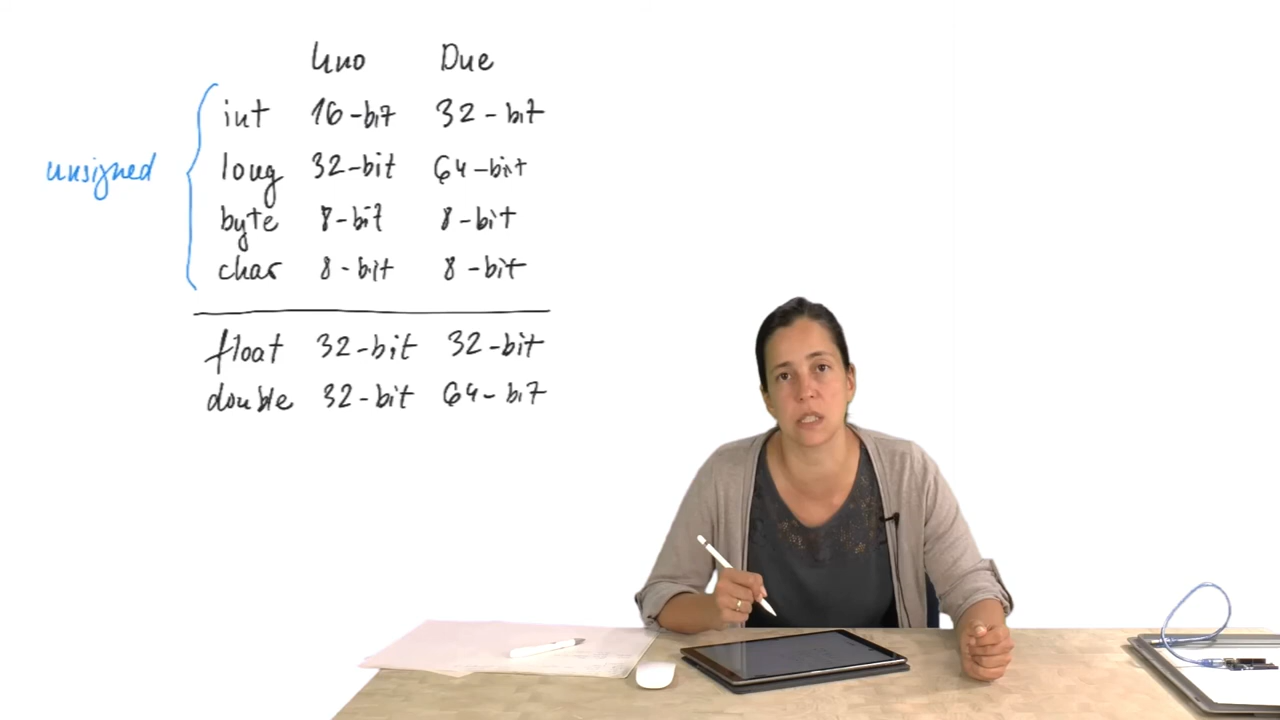 Uno Due
unsigned
int 16-bit 32-bit
long 32-bit 64-bit
byte 8-bit 8-bit
char 8-bit 8-bit
float 32-bit 32-bit
double 32-bit 64-bit